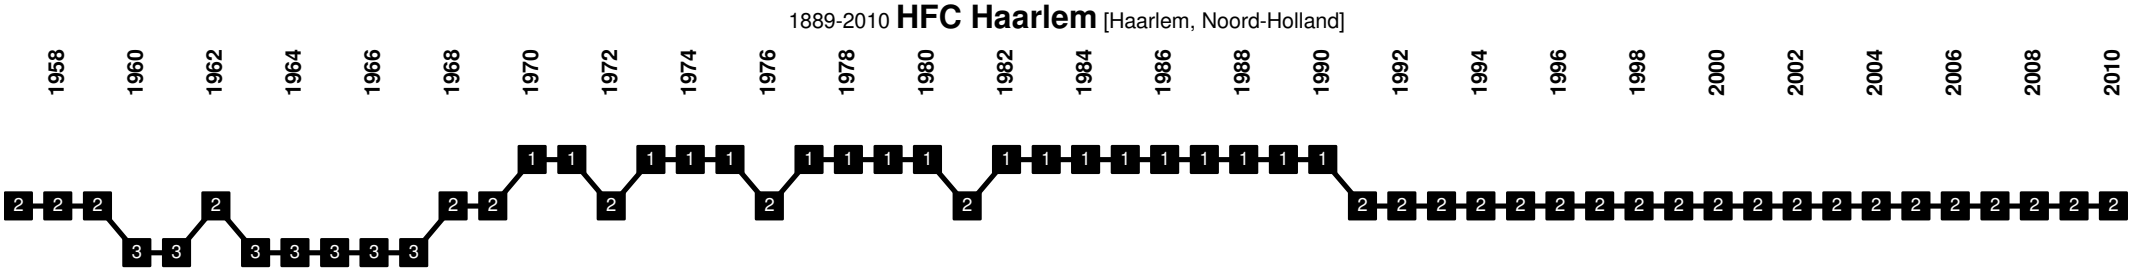 1889-2010 HFC Haarlem [Haarlem, Noord-Holland]
1958 1960 1962 1964 1966 1968 1970 1972 1974 1976 1978 1980 1982 1984 1986 1988 1990 1992 1994 1996 1998 2000 2002 2004 2006 2008 2010
1 1 1 1 1 1 1 1 1 1 1 1 1 1 1 1 1 1
2 2 2 2 2 2 2 2 2 2 2 2 2 2 2 2 2 2 2 2 2 2 2 2 2 2 2 2 2
3 3 3 3 3 3 3